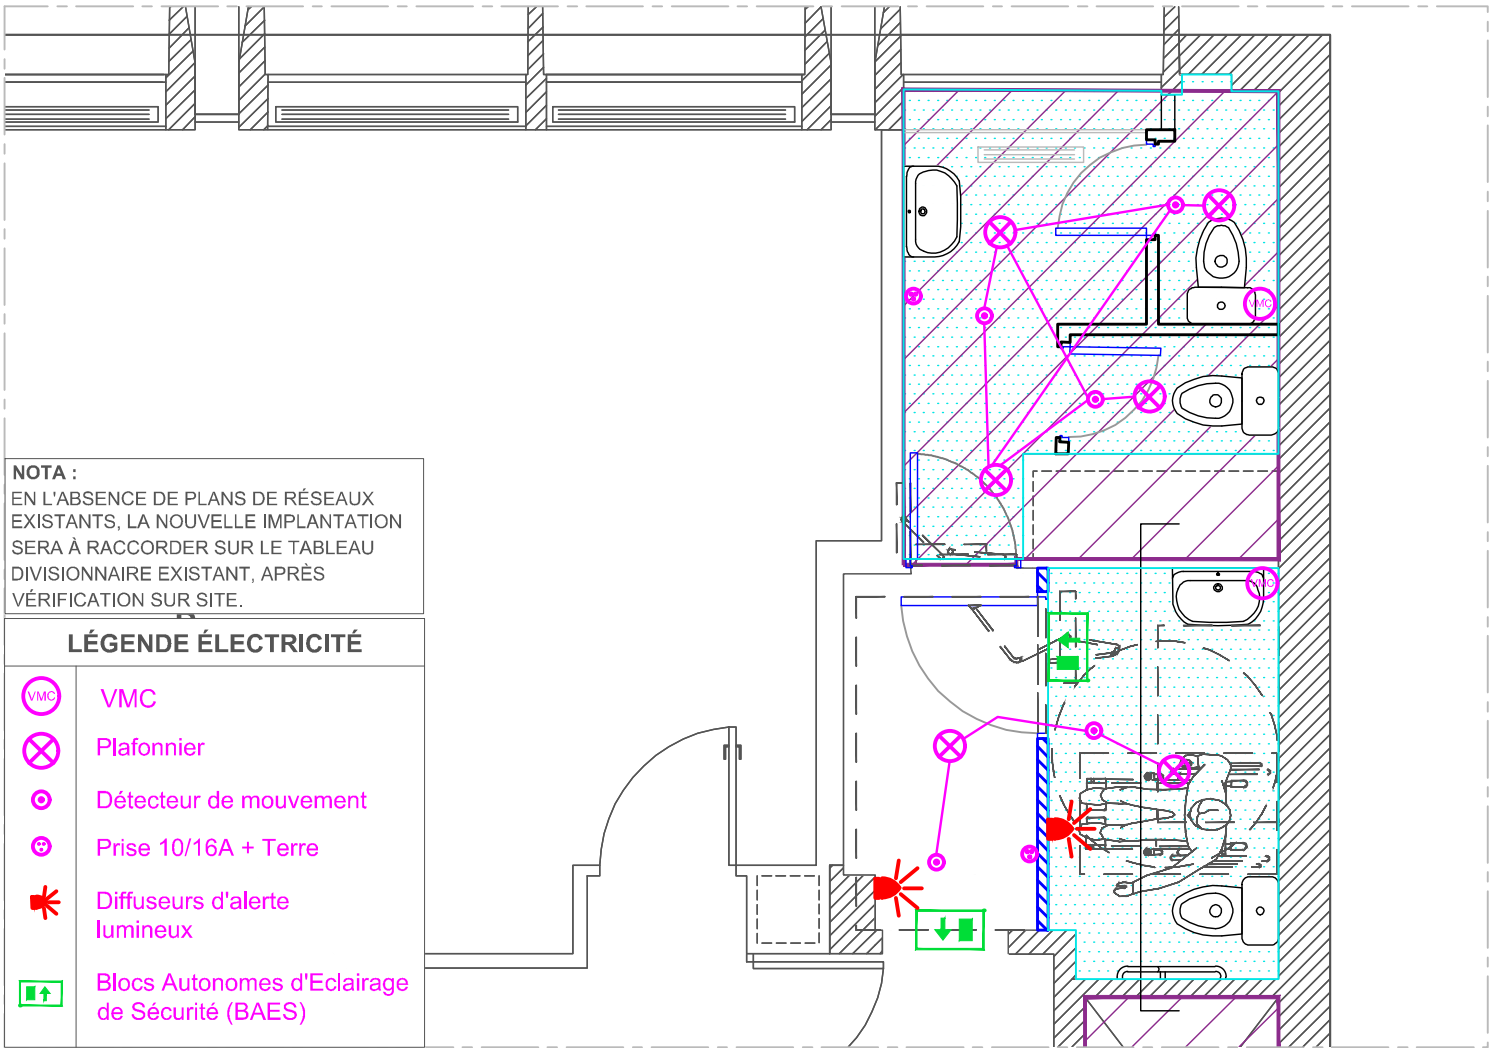 VMC
VMC
NOTA :
EN L'ABSENCE DE PLANS DE RÉSEAUX
EXISTANTS, LA NOUVELLE IMPLANTATION
SERA À RACCORDER SUR LE TABLEAU
DIVISIONNAIRE EXISTANT, APRÈS
VÉRIFICATION SUR SITE.
LÉGENDE ÉLECTRICITÉ
VMC VMC
Plafonnier
Détecteur de mouvement
Prise 10/16A + Terre
Diffuseurs d'alerte
lumineux
Blocs Autonomes d'Eclairage
de Sécurité (BAES)